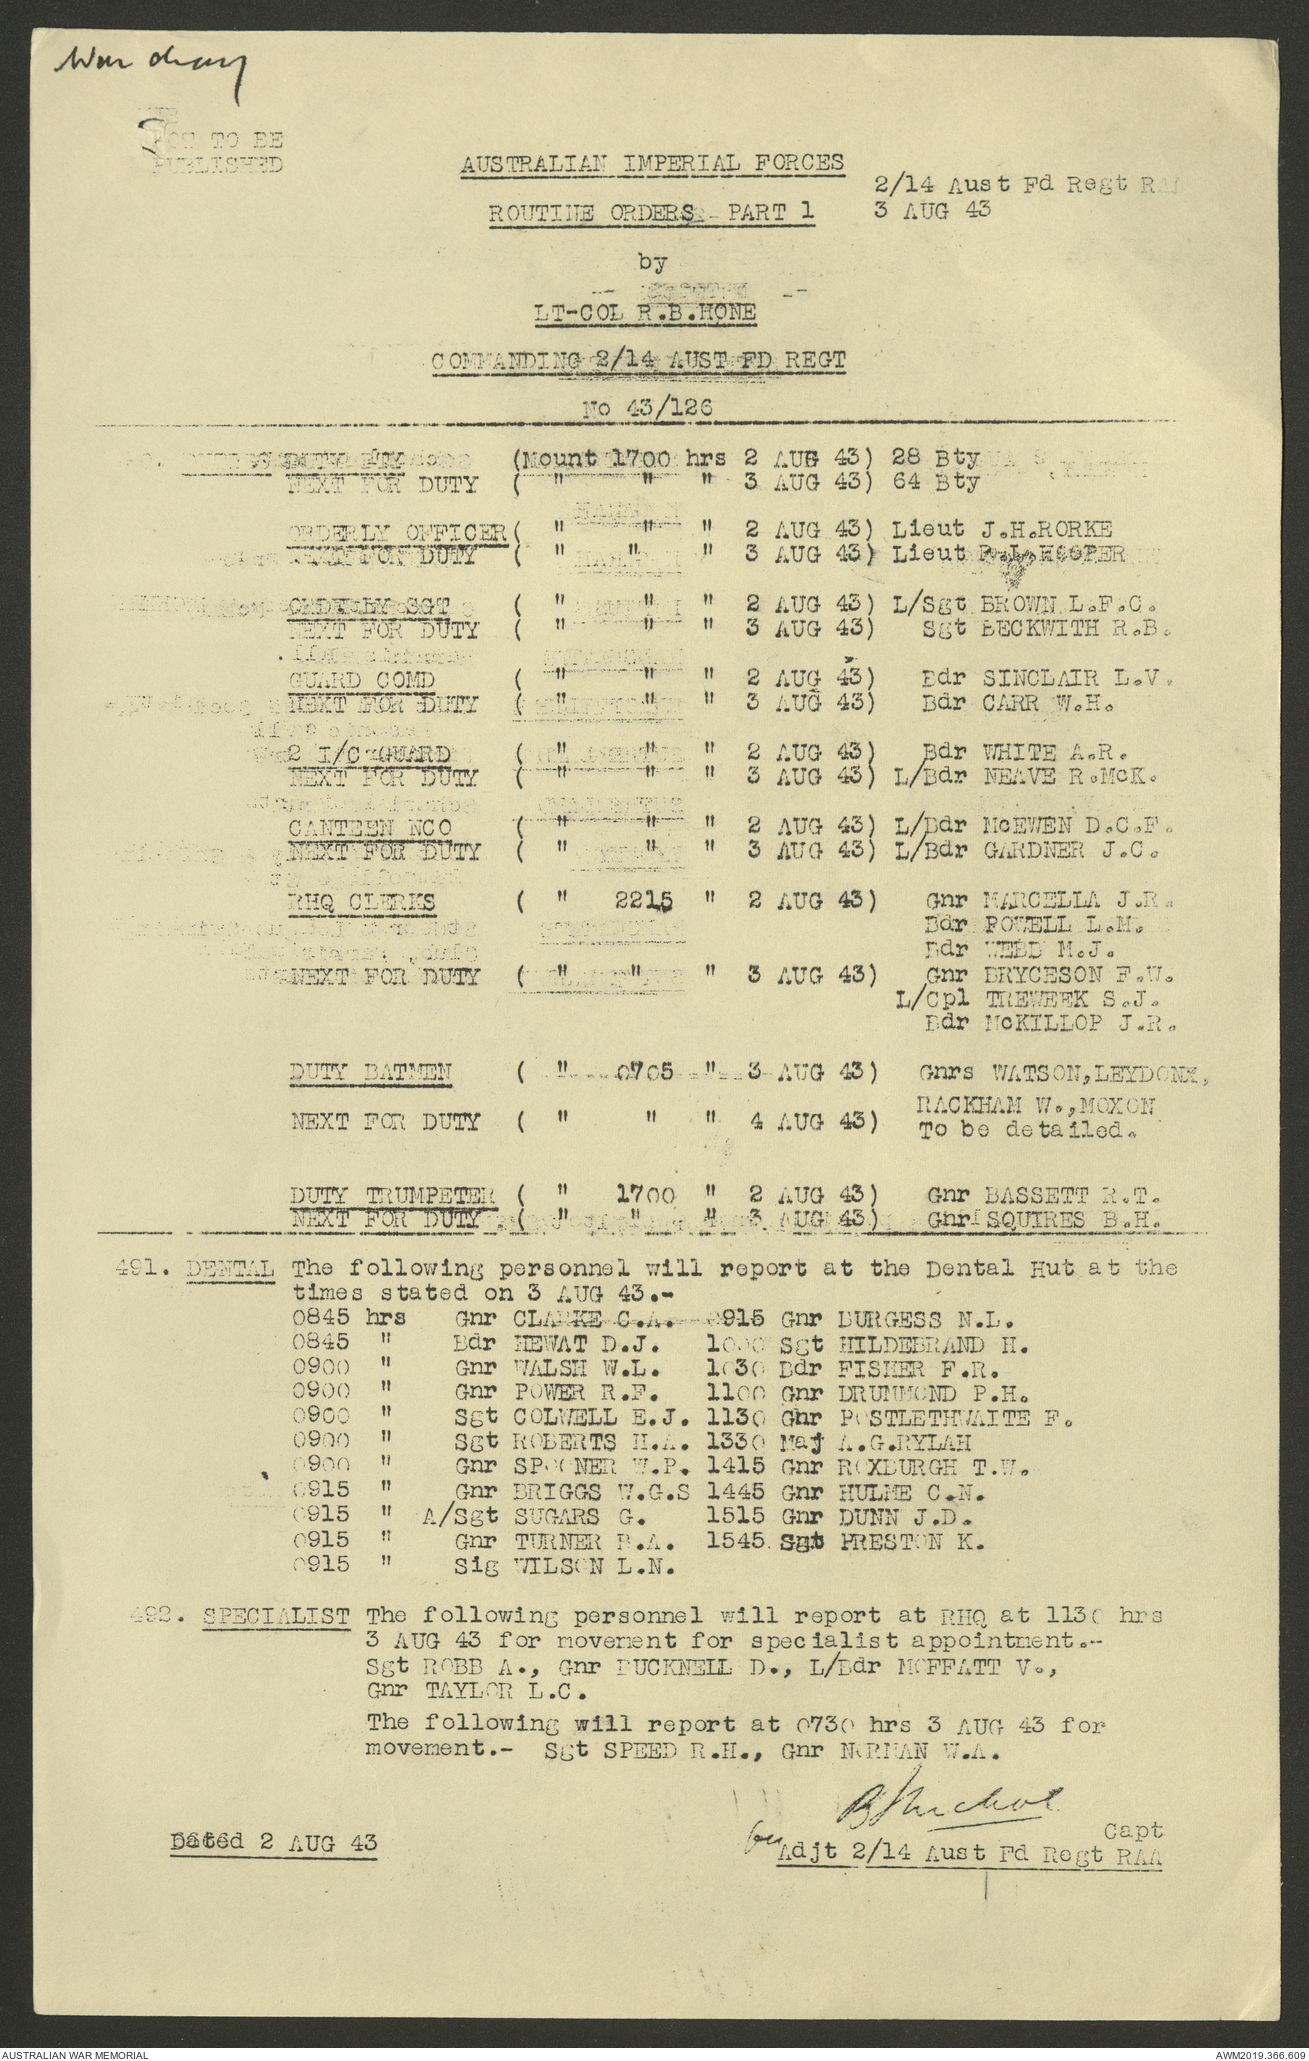 War diary
NOT TO BE
PUBLISHED
AUSTRALIAN IMPERIAL FORCES
2/14 Aust Fd Regt RAA
ROUTINE ORDERS PART 1 3 AUG 43
by
LT-COL R.B.HONE
COMMANDING 2/14 AUST FD REGT
No 43/126
DUTY BTY (Mount 1700 hrs 2 AUG 43) 28 Bty
NEXT FOR DUTY ( " " " 3 AUG 43) 64 Bty
ORDERLY OFFICER( " " " 2 AUG 43) Lieut J.H.RORKE
NEXT FOR DUTY ( " " " 3 AUG 43) Lieut HOOPER
ORDERLY SGT ( " " " 2 AUG 43) L/Sgt BROWN L.F.C.
NEXT FOR DUTY ( " " " 3 AUG 43) Sgt BECKWITH R.B.
GUARD COMD ( " " " 2 AUG 43) Bdr SINCLAIR L.V.
NEXT FOR DUTY ( " " " 3 AUG 43) Bdr CARR W.H.
2 I/C GUARD ( " " " 2 AUG 43) Bdr WHITE A.R.
NEXT FOR DUTY ( " " " 3 AUG 43) L/Bdr NEAVE R.McK.
CANTEEN NCO ( " " " 2 AUG 43) L/Bdr McEWEN D.C.F.
NEXT FOR DUTY ( " " " 3 AUG 43) L/Bdr GARDNER J.C.
RHQ CLERKS ( " 2215 " 2 AUG 43) Gnr MARCELLA J.R.
Bdr POWELL L.M.
Bdr WEBB M.J.
NEXT FOR DUTY ( " " " 3 AUG 43) Gnr BRYCESON F.W.
L/Cpl TREWEEK S.J.
Bdr McKILLOP J.R.
DUTY BATMEN ( " 0705 " 3 AUG 43) Gnrs WATSON,LEYDON,
RACKHAM W.,MOXON
NEXT FOR DUTY ( " " " 4 AUG 43) To be detailed.
DUTY TRUMPETER ( " 1700 " 2 AUG 43) Gnr BASSETT R.T.
NEXT FOR DUTY ( " " " 3 AUG 43) Gnr SQUIRES B.H.
491. DENTAL The following personnel will report at the Dental Hut at the
times stated on 3 AUG 43.-
0845 hrs Gnr CLARKE C.A. 0915 Gnr BURGESS N.L.
0845 " Bdr HEWAT D.J. 1000 Sgt HILDEBRAND H.
0900 " Gnr WALSH W.L. 1030 Bdr FISHER F.R.
0900 " Gnr POWER R.F. 1100 Gnr DRUMMOND P.H.
0900 " Sgt COLWELL E.J. 1130 Gnr POSTLETHWAITE F.
0900 " Sgt ROBERTS H.A. 1330 Maj A.G.RYLAH
0900 " Gnr SPOONER W.P. 1415 Gnr ROXBURGH T.W.
0915 " Gnr BRIGGS W.G.S 1445 Gnr HULME C.N.
0915 " A/Sgt SUGARS G. 1515 Gnr DUNN J.D.
0915 " Gnr TURNER R.A. 1545 Sgt PRESTON K.
0915 " Sig WILSON L.N.
492. SPECIALIST The following personnel will report at RHQ at 1130 hrs
3 AUG 43 for movement for specialist appointment.-
Sgt ROBB A., Gnr BUCKNELL D., L/Bdr MOFFATT V.,
Gnr TAYLOR L.C.
The following will report at 0730 hrs 3 AUG 43 for
movement.- Sgt SPEED R.H., Gnr NORMAN W.A.
Capt
Dated 2 AUG 43 for Adjt 2/14 Aust Fd Regt RAA
AUSTRALIAN WAR MEMORIAL AWM2019.366.609